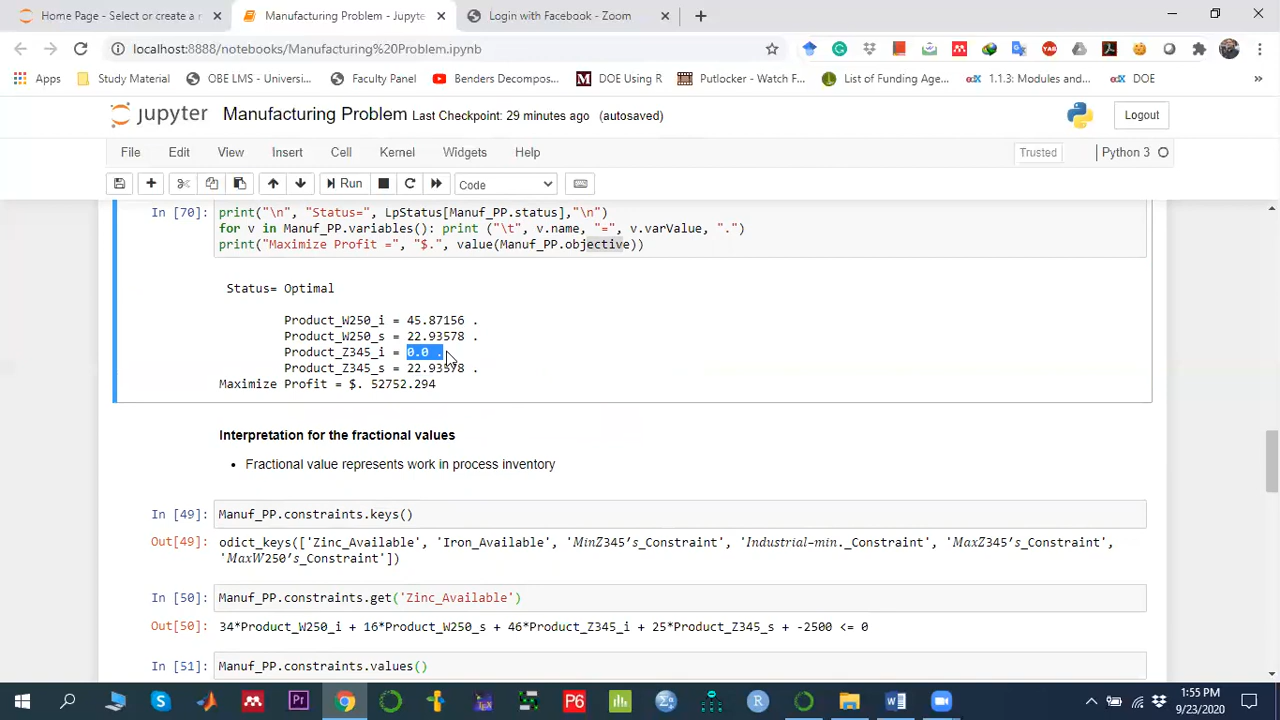 Home Page - Select or create a n
Manufacturing Problem - Jupyter
Login with Facebook - Zoom
localhost:8888/notebooks/Manufacturing%20Problem.ipynb
Apps
Study Material
OBE LMS - Universi...
Faculty Panel
Benders Decompos...
DOE Using R
Putlocker - Watch F...
List of Funding Age...
1.1.3: Modules and...
DOE
jupyter
Manufacturing Problem Last Checkpoint: 29 minutes ago (autosaved)
Logout
File Edit View Insert Cell Kernel Widgets Help
Trusted
Python 3
Run
Code
In [70]:
print("\n", "Status=", LpStatus[Manuf_PP.status],"\n")
for v in Manuf_PP.variables(): print ("\t", v.name, "=", v.varValue, ".")
print("Maximize Profit =", "$.", value(Manuf_PP.objective))
Status= Optimal
Product_W250_i = 45.87156 .
Product_W250_s = 22.93578 .
Product_Z345_i = 0.0 .
Product_Z345_s = 22.93578 .
Maximize Profit = $. 52752.294
Interpretation for the fractional values
• Fractional value represents work in process inventory
In [49]: Manuf_PP.constraints.keys()
Out[49]: odict_keys(['Zinc_Available', 'Iron_Available', 'MinZ345's_Constraint', 'Industrial-min._Constraint', 'MaxZ345's_Constraint',
'MaxW250's_Constraint'])
In [50]: Manuf_PP.constraints.get('Zinc_Available')
Out[50]: 34*Product_W250_i + 16*Product_W250_s + 46*Product_Z345_i + 25*Product_Z345_s + -2500 <= 0
In [51]: Manuf_PP.constraints.values()
1:55 PM
9/23/2020